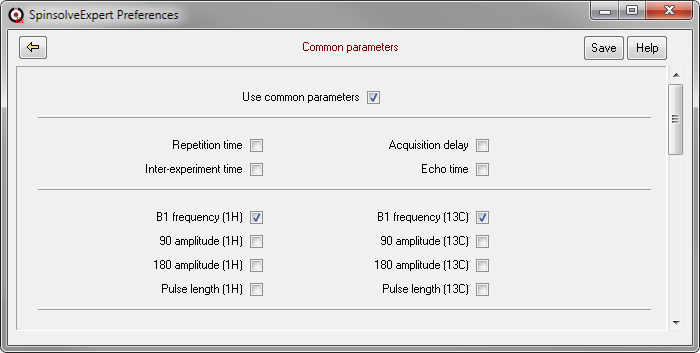 SpinsolveExpert Preferences
Common parameters
Save Help
Use common parameters
Repetition time Acquisition delay
Inter-experiment time Echo time
B1 frequency (1H) B1 frequency (13C)
90 amplitude (1H) 90 amplitude (13C)
180 amplitude (1H) 180 amplitude (13C)
Pulse length (1H) Pulse length (13C)